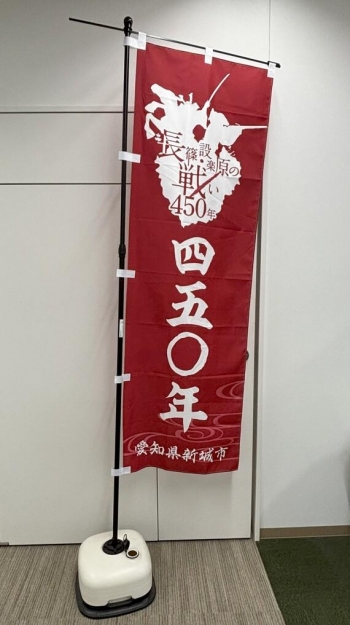 長篠・設楽原の
戦い
450年
四五〇年
愛知県新城市